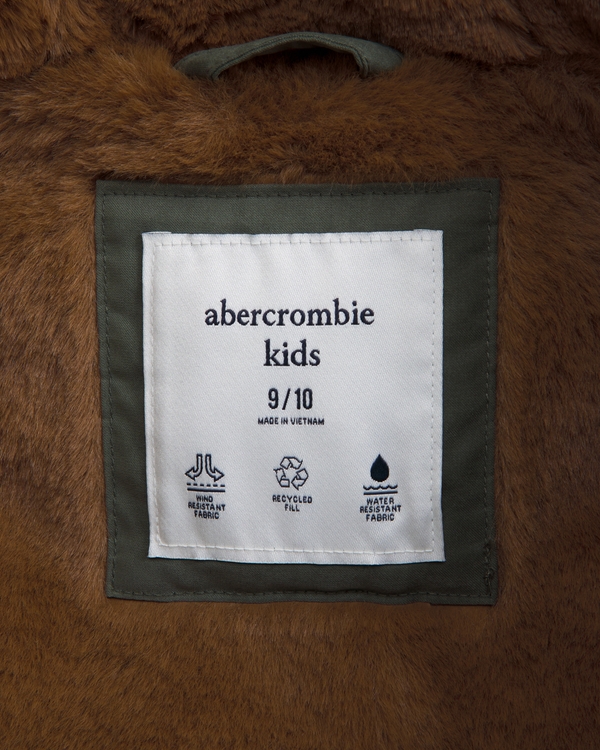 abercrombie
kids
9/10
MADE IN VIETNAM
WIND
RESISTANT
FABRIC
RECYCLED
FILL
WATER
RESISTANT
FABRIC